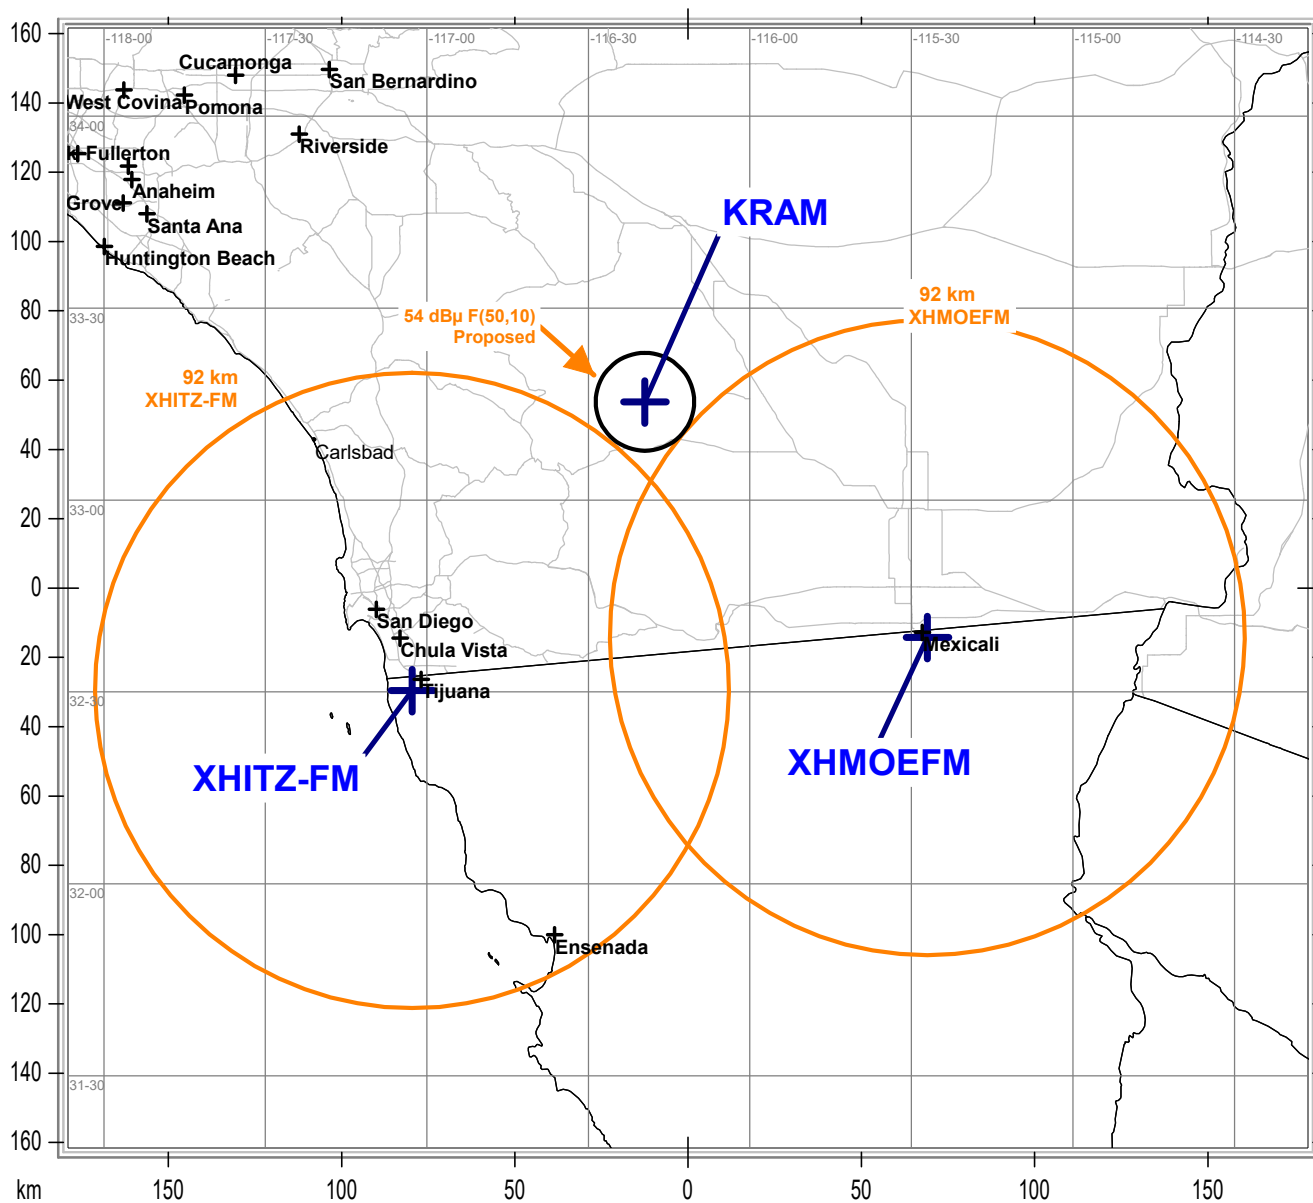 160
-118-00
-117-30
-117-00
-116-30
-116-00
-115-30
-115-00
-114-30
Cucamonga
San Bernardino
140
West Covina
Pomona
34-00
Riverside
120
Fullerton
Anaheim
Grove
Santa Ana
KRAM
100
Huntington Beach
80
33-30
54 dBµ F(50,10)
Proposed
92 km
XHMOEFM
60
92 km
XHITZ-FM
40
Carlsbad
20
33-00
0
San Diego
Chula Vista
Mexicali
20
Tijuana
32-30
40
XHITZ-FM
XHMOEFM
60
80
32-00
100
Ensenada
120
140
31-30
160
km
150
100
50
0
50
100
150